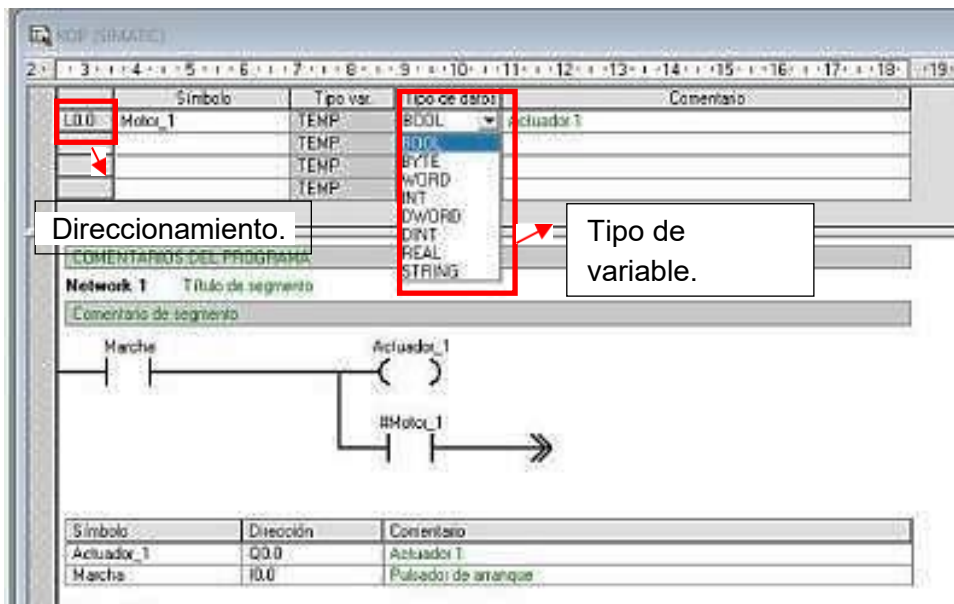 KOP (SIMATIC)
2 · 3 · 4 · 5 · 6 · 7 · 8 · 9 · 10 · 11 · 12 · 13 · 14 · 15 · 16 · 17 · 18 · 19
Símbolo Tipo var. Tipo de datos Comentario
L0.0 Motor_1 TEMP BOOL Actuador 1
TEMP BOOL
TEMP BYTE
TEMP WORD
INT
DWORD
DINT
REAL
STRING
Direccionamiento.
Tipo de
variable.
COMENTARIOS DEL PROGRAMA
Network 1 Título de segmento
Comentario de segmento
Marcha Actuador_1
#Motor_1
Símbolo Dirección Comentario
Actuador_1 Q0.0 Actuador 1
Marcha I0.0 Pulsador de arranque